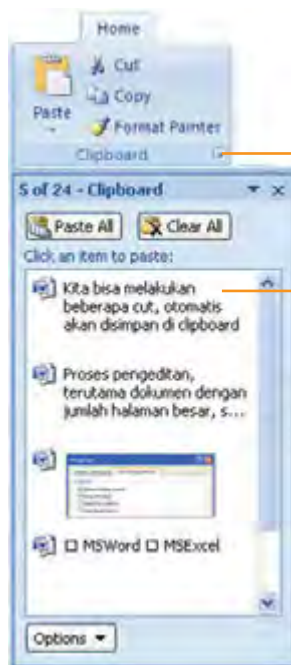 Home
Cut
Copy
Paste
Format Painter
Clipboard
5 of 24 - Clipboard
Paste All Clear All
Click an item to paste:
Kita bisa melakukan
beberapa cut, otomatis
akan disimpan di clipboard
Proses pengeditan,
terutama dokumen dengan
jumlah halaman besar, s...
☐ MSWord ☐ MSExcel
Options